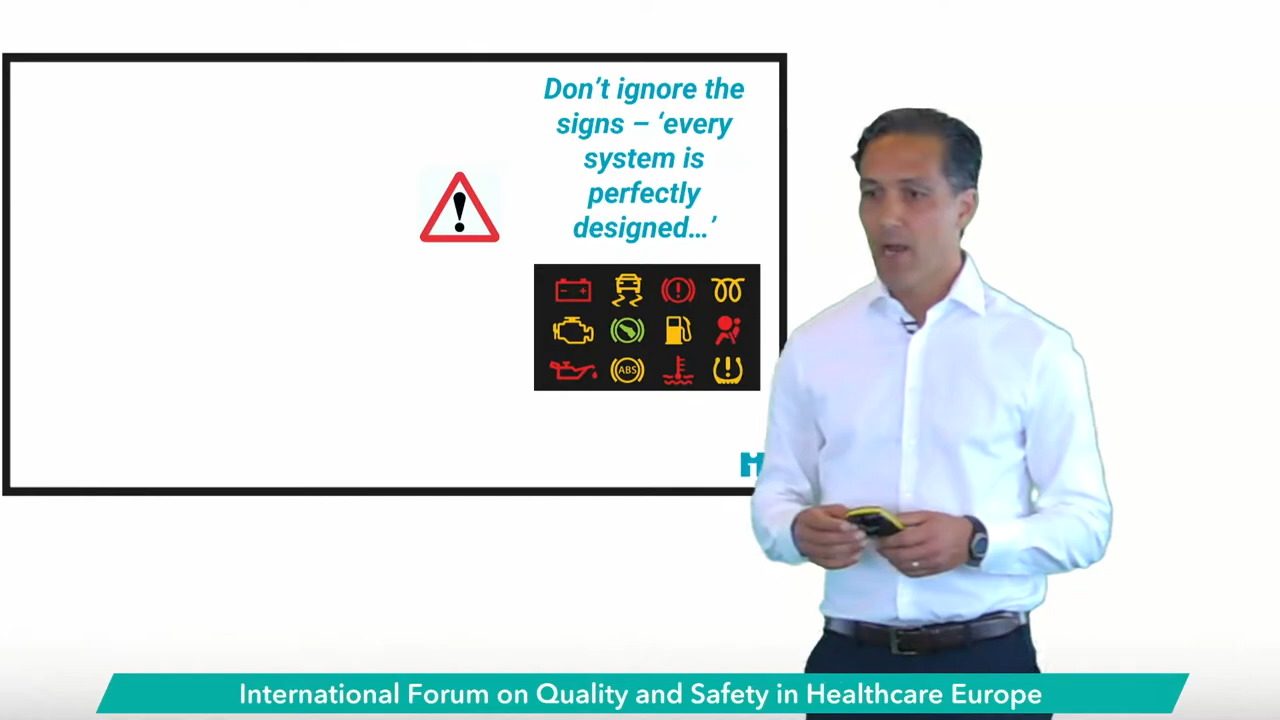 Don't ignore the
signs – 'every
system is
perfectly
designed...'
ABS
International Forum on Quality and Safety in Healthcare Europe